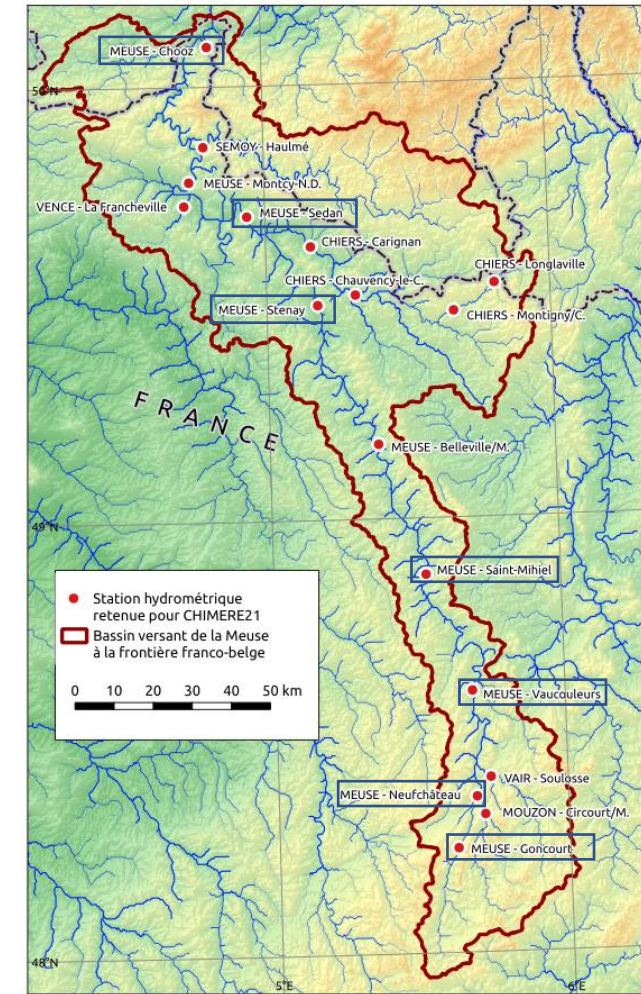 MEUSE - Chooz
50°N
SEMOY - Haulmé
MEUSE - Montcy-N.D.
VENCE - La Francheville
MEUSE - Sedan
CHIERS - Carignan
CHIERS - Longlaville
CHIERS - Chauvency-le-C.
MEUSE - Stenay
CHIERS - Montigny/C.
FRANCE
MEUSE - Belleville/M.
49°N
MEUSE - Saint-Mihiel
Station hydrométrique
retenue pour CHIMERE21
Bassin versant de la Meuse
à la frontière franco-belge
0 10 20 30 40 50 km
MEUSE - Vaucouleurs
VAIR - Soulosse
MEUSE - Neufchâteau
MOUZON - Circourt/M.
MEUSE - Goncourt
48°N
5°E
6°E